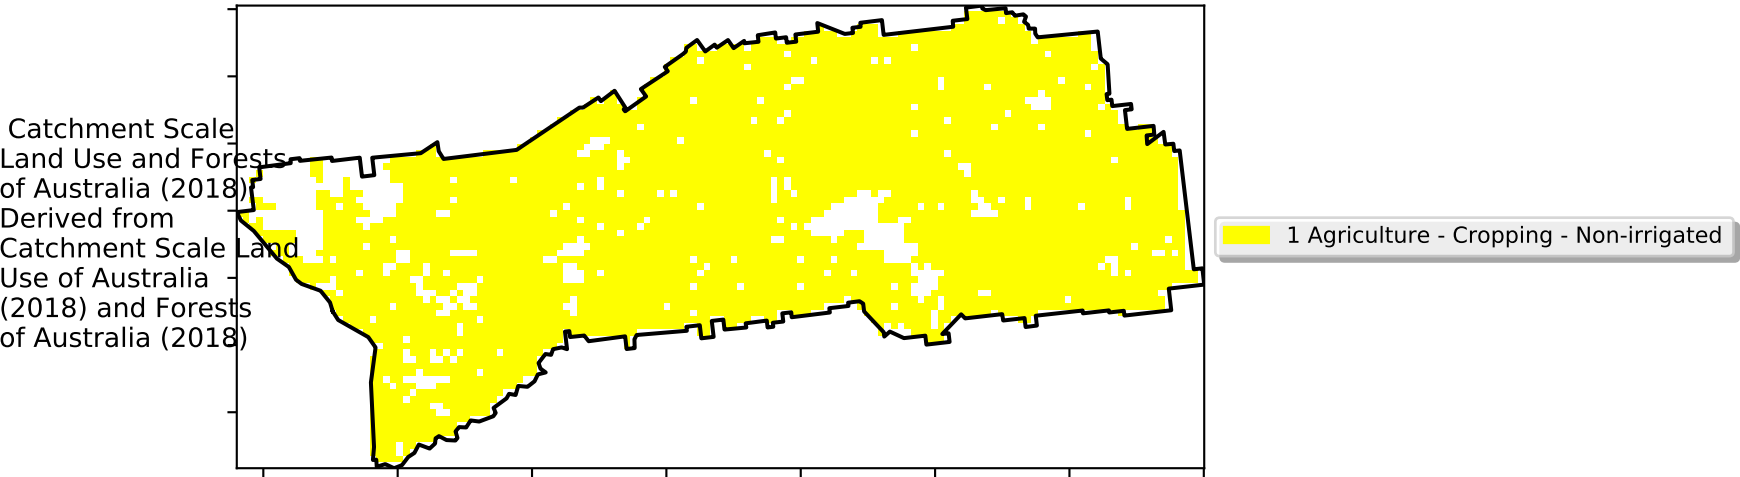 Catchment Scale
Land Use and Forests
of Australia (2018)
Derived from
Catchment Scale Land
Use of Australia
(2018) and Forests
of Australia (2018)
1 Agriculture - Cropping - Non-irrigated